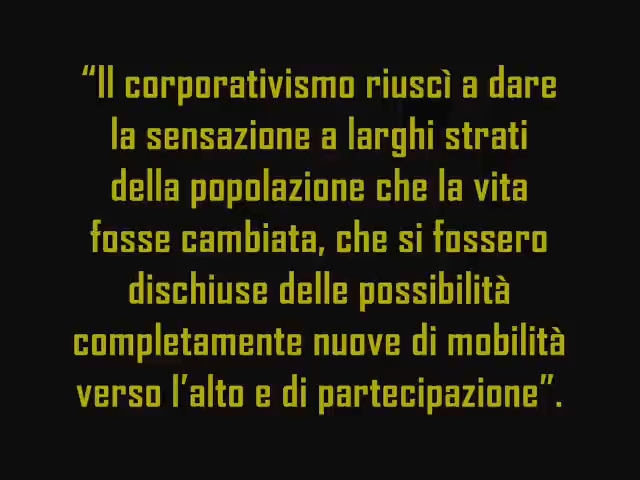 “Il corporativismo riuscì a dare
la sensazione a larghi strati
della popolazione che la vita
fosse cambiata, che si fossero
dischiuse delle possibilità
completamente nuove di mobilità
verso l’alto e di partecipazione”.